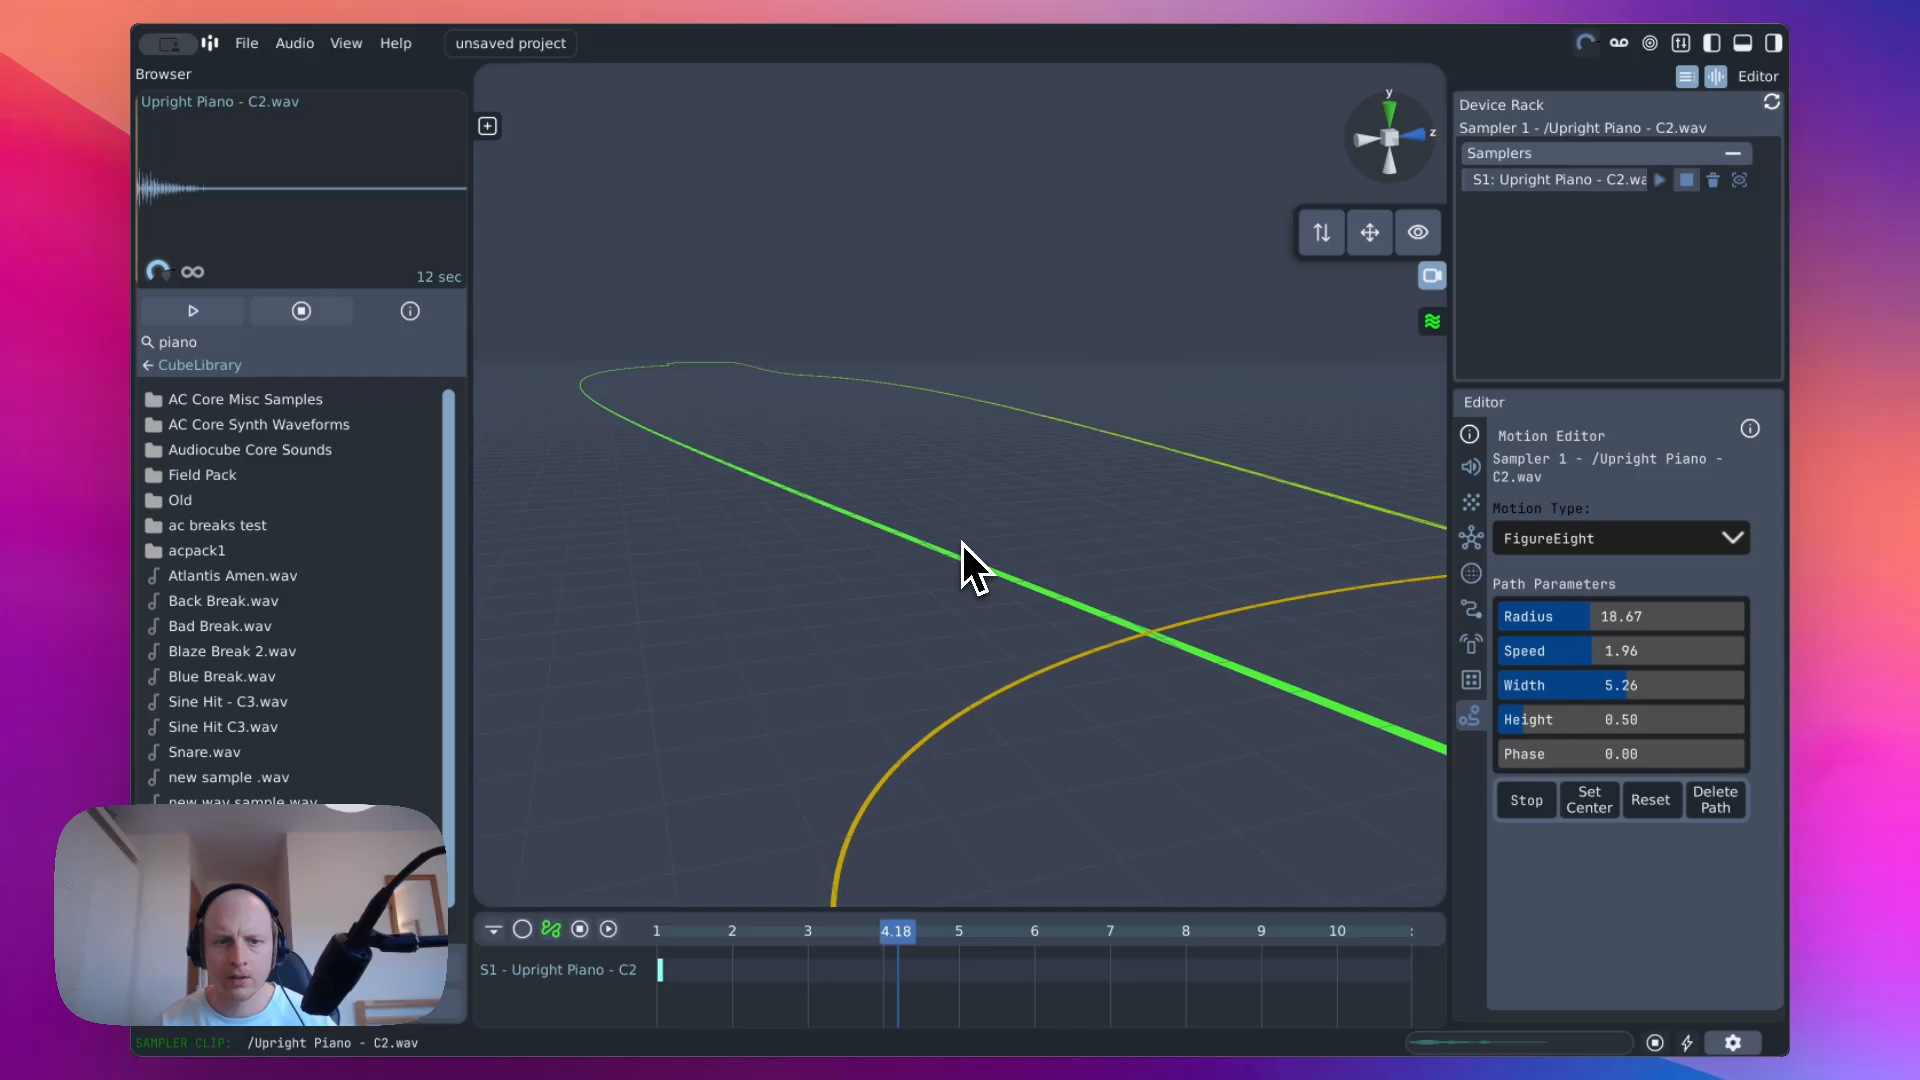 File Audio View Help unsaved project
Browser
Upright Piano - C2.wav
12 sec
piano
CubeLibrary
AC Core Misc Samples
AC Core Synth Waveforms
Audiocube Core Sounds
Field Pack
Old
ac breaks test
acpack1
Atlantis Amen.wav
Back Break.wav
Bad Break.wav
Blaze Break 2.wav
Blue Break.wav
Sine Hit - C3.wav
Sine Hit C3.wav
Snare.wav
new sample .wav
new wav sample.wav
y
z
1 2 3 4.18 5 6 7 8 9 10
S1 - Upright Piano - C2
Editor
Device Rack
Sampler 1 - /Upright Piano - C2.wav
Samplers
S1: Upright Piano - C2.wa
Editor
Motion Editor
Sampler 1 - /Upright Piano -
C2.wav
Motion Type:
FigureEight
Path Parameters
Radius 18.67
Speed 1.96
Width 5.26
Height 0.50
Phase 0.00
Stop
Set
Center
Reset
Delete
Path
SAMPLER CLIP: /Upright Piano - C2.wav